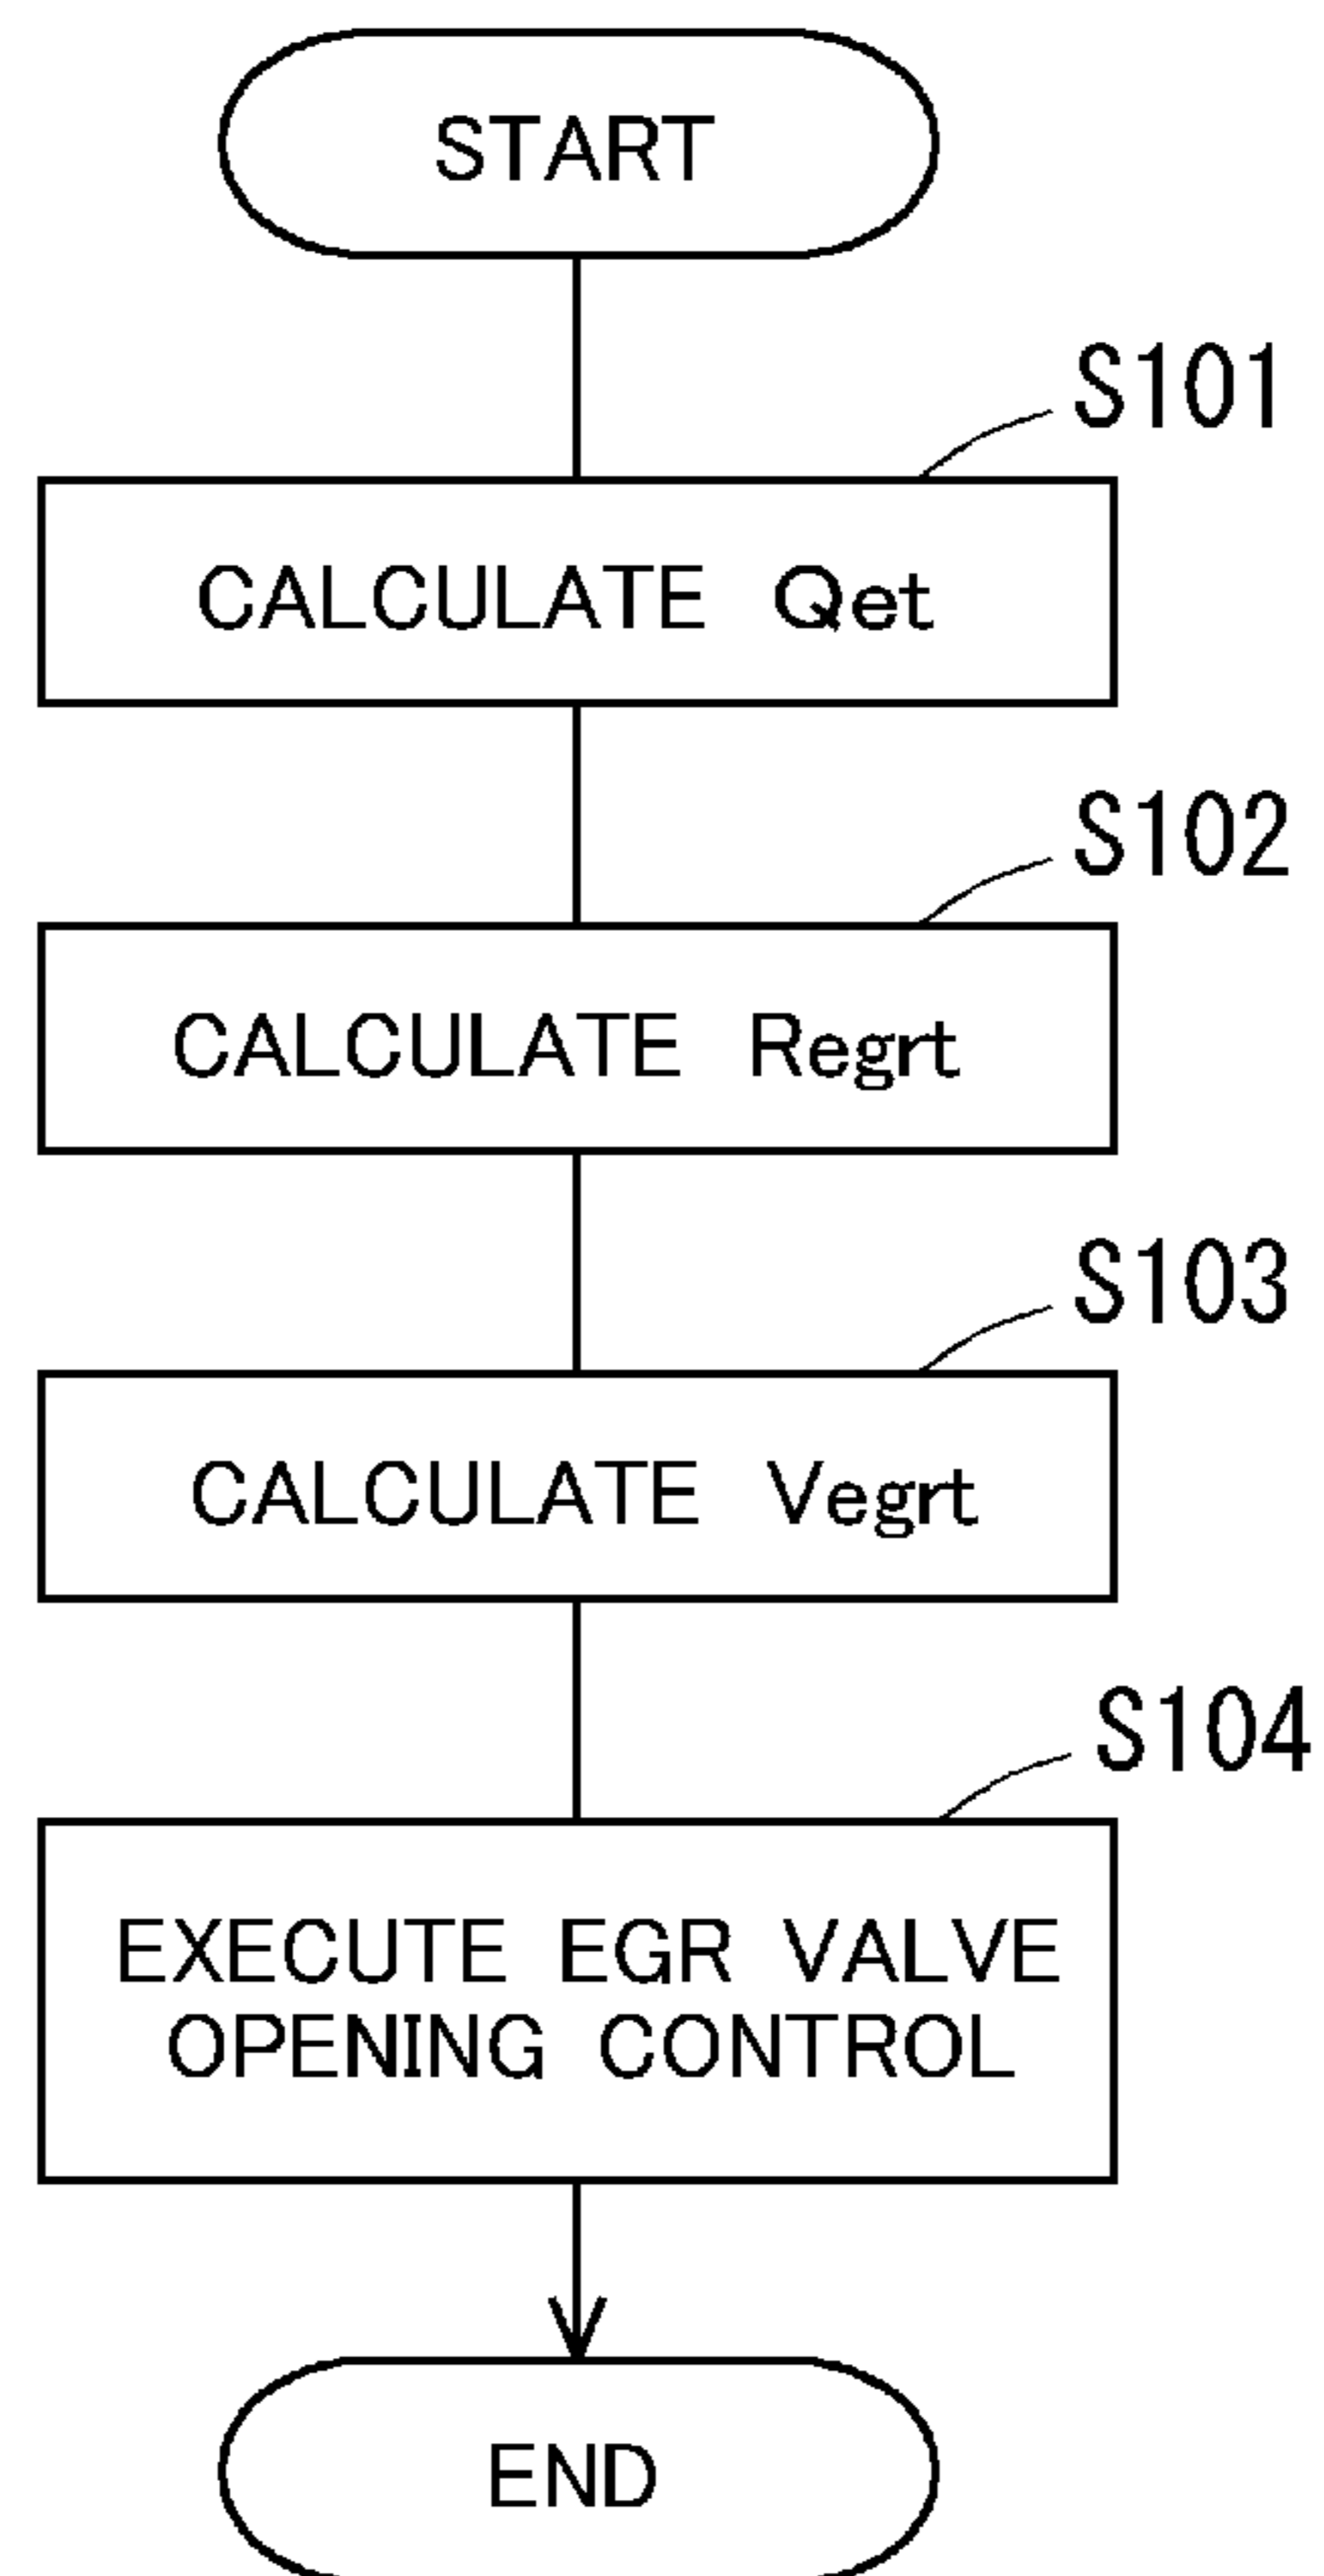 START
S101
CALCULATE Qet
S102
CALCULATE Regrt
S103
CALCULATE Vegrt
S104
EXECUTE EGR VALVE
OPENING CONTROL
END